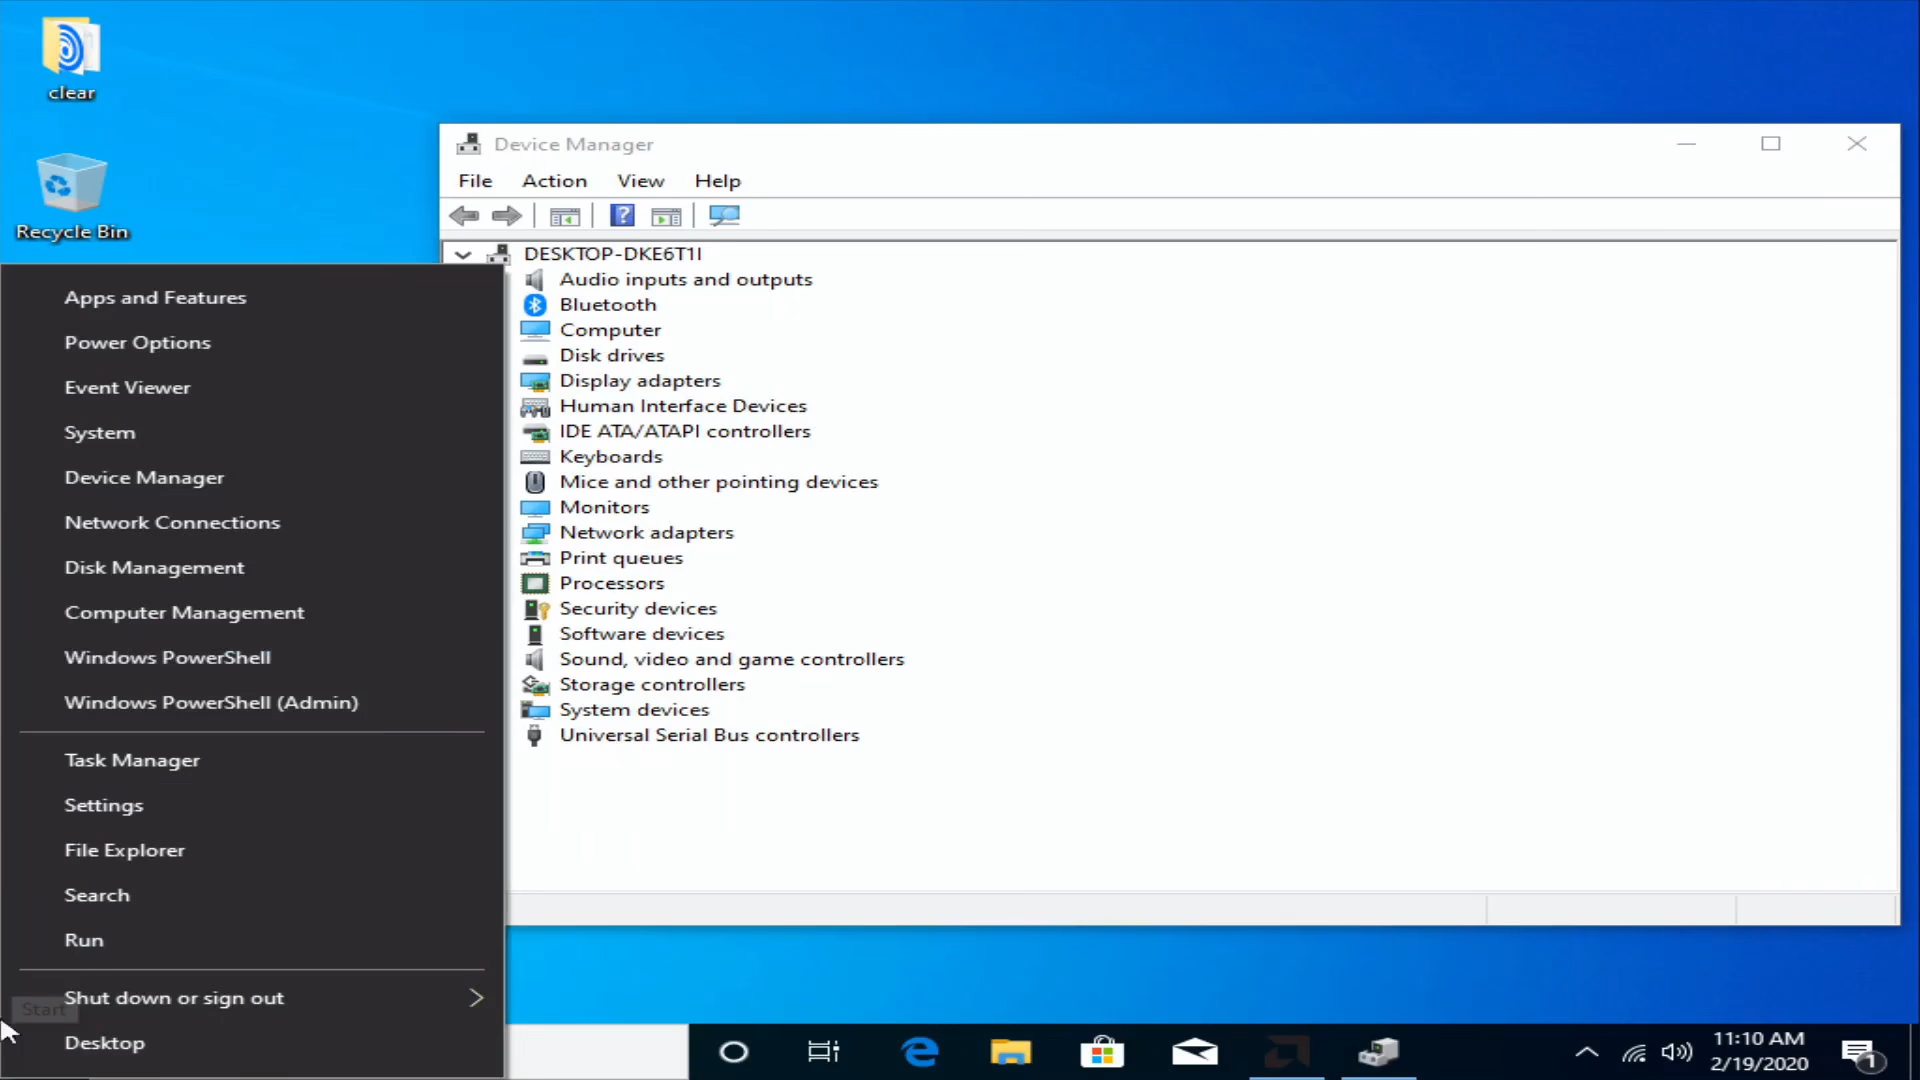 clear
Recycle Bin
Device Manager
File Action View Help
DESKTOP-DKE6T1I
Audio inputs and outputs
Bluetooth
Computer
Disk drives
Display adapters
Human Interface Devices
IDE ATA/ATAPI controllers
Keyboards
Mice and other pointing devices
Monitors
Network adapters
Print queues
Processors
Security devices
Software devices
Sound, video and game controllers
Storage controllers
System devices
Universal Serial Bus controllers
Apps and Features
Power Options
Event Viewer
System
Device Manager
Network Connections
Disk Management
Computer Management
Windows PowerShell
Windows PowerShell (Admin)
Task Manager
Settings
File Explorer
Search
Run
Shut down or sign out
Start
Desktop
11:10 AM
2/19/2020
1